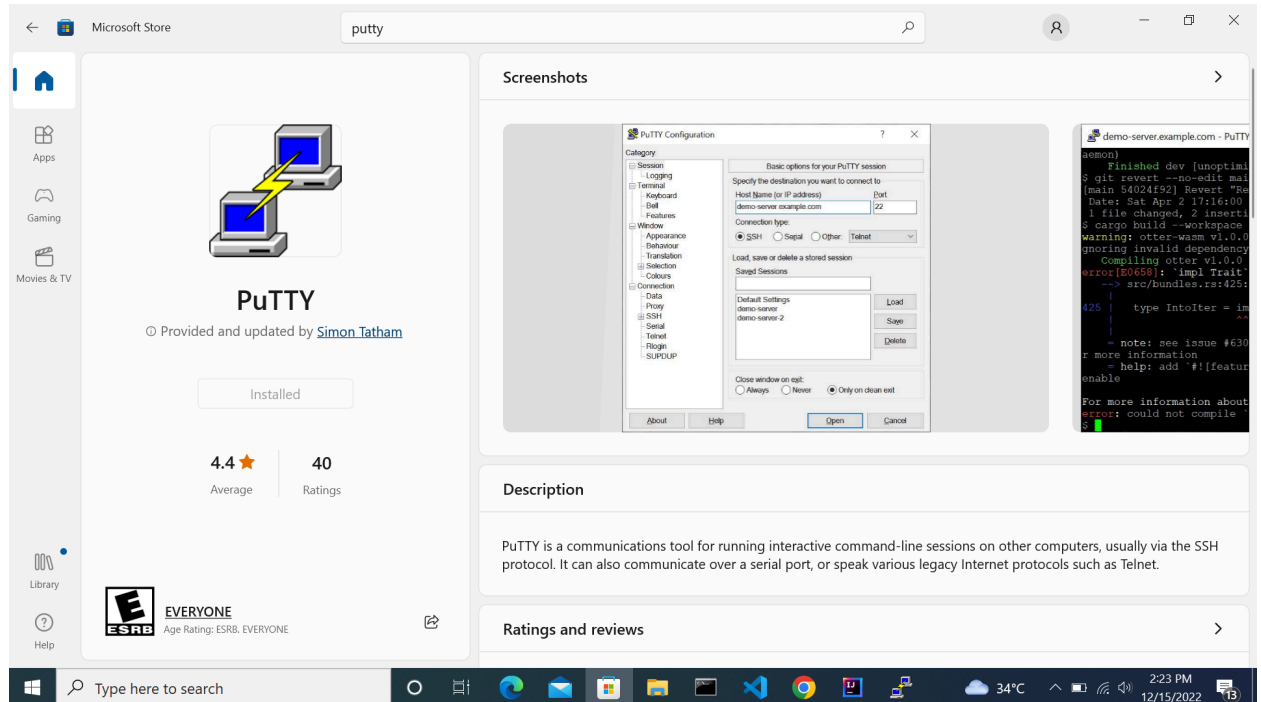 Microsoft Store
putty
Apps
Gaming
Movies & TV
Library
Help
PuTTY
Provided and updated by Simon Tatham
Installed
4.4
Average
40
Ratings
E
ESRB
EVERYONE
Age Rating: ESRB. EVERYONE
Screenshots
PuTTY Configuration
? ×
Category
Session
Logging
Terminal
Keyboard
Bell
Features
Window
Appearance
Behaviour
Translation
Selection
Colours
Connection
Data
Proxy
SSH
Serial
Telnet
Rlogin
SUPDUP
Basic options for your PuTTY session
Specify the destination you want to connect to
Host Name (or IP address) Port
demo-server.example.com 22
Connection type:
SSH Serial Other: Telnet
Load, save or delete a stored session
Saved Sessions
Default Settings
demo-server
demo-server-2
Load
Save
Delete
Close window on exit:
Always Never Only on clean exit
About Help Open Cancel
demo-server.example.com - PuTTY
aemon)
Finished dev [unoptimi
$ git revert --no-edit mai
[main 54024f92] Revert "Re
Date: Sat Apr 2 17:16:00
1 file changed, 2 inserti
$ cargo build --workspace
warning: otter-wasm v1.0.0
gnoring invalid dependency
Compiling otter v1.0.0
error[E0658]: `impl Trait`
--> src/bundles.rs:425:
|
425 | type IntoIter = im
| ^^
|
= note: see issue #630
r more information
= help: add `#![featur
enable
For more information about
error: could not compile `
$
Description
PuTTY is a communications tool for running interactive command-line sessions on other computers, usually via the SSH
protocol. It can also communicate over a serial port, or speak various legacy Internet protocols such as Telnet.
Ratings and reviews
Type here to search
34°C
2:23 PM
12/15/2022
13